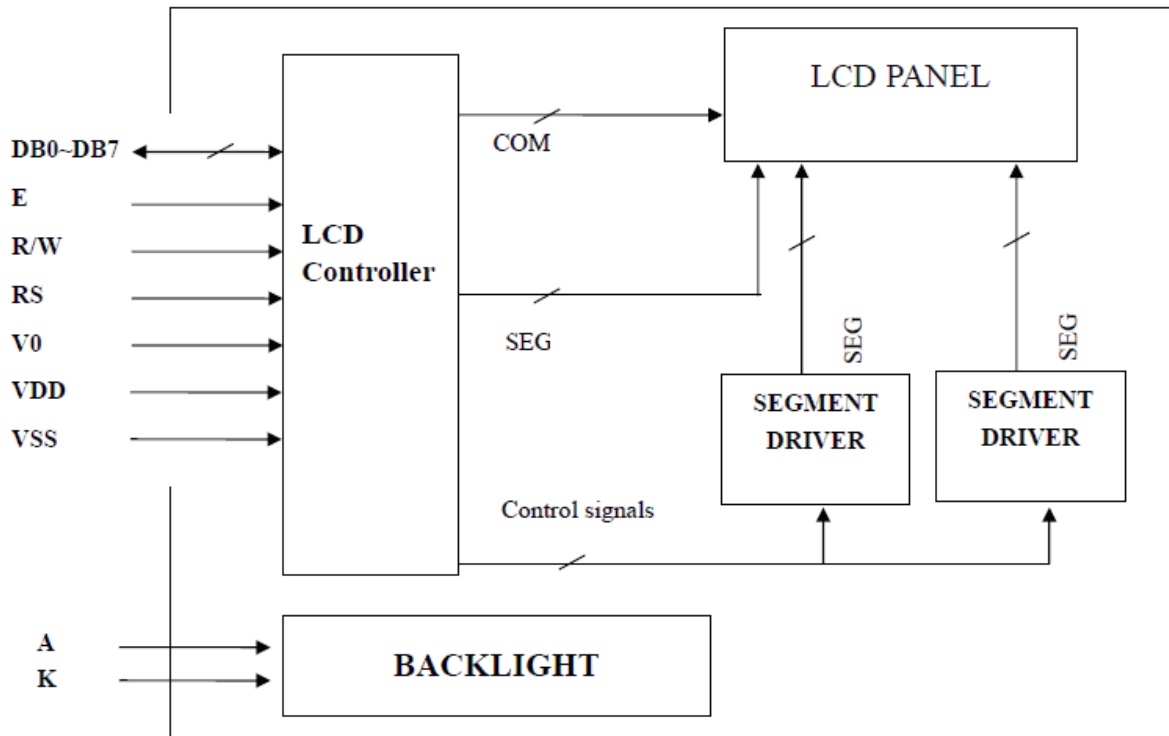 LCD PANEL
COM
DB0~DB7
E
R/W
RS
V0
VDD
VSS
LCD
Controller
SEG
SEG
SEG
SEGMENT
DRIVER
SEGMENT
DRIVER
Control signals
A
K
BACKLIGHT